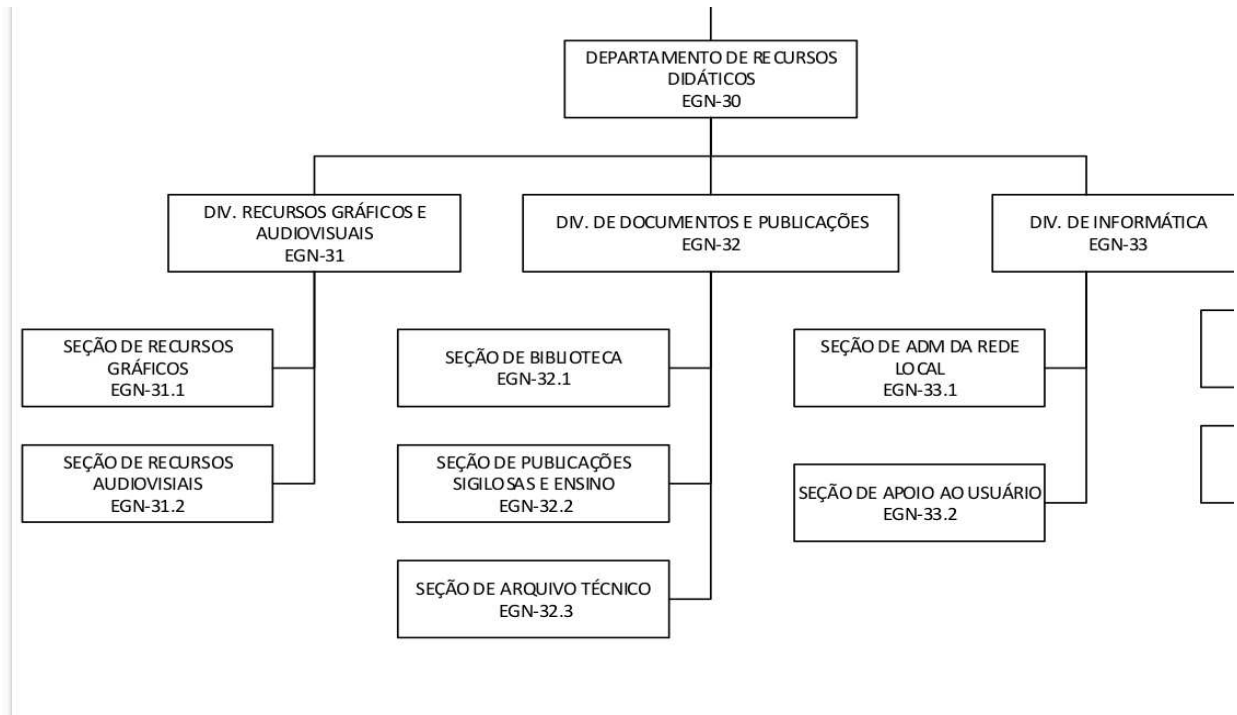 DEPARTAMENTO DE RECURSOS
DIDÁTICOS
EGN-30
DIV. RECURSOS GRÁFICOS E
AUDIOVISUAIS
EGN-31
DIV. DE DOCUMENTOS E PUBLICAÇÕES
EGN-32
DIV. DE INFORMÁTICA
EGN-33
SEÇÃO DE RECURSOS
GRÁFICOS
EGN-31.1
SEÇÃO DE BIBLIOTECA
EGN-32.1
SEÇÃO DE ADM DA REDE
LOCAL
EGN-33.1
SEÇÃO DE RECURSOS
AUDIOVISIAIS
EGN-31.2
SEÇÃO DE PUBLICAÇÕES
SIGILOSAS E ENSINO
EGN-32.2
SEÇÃO DE APOIO AO USUÁRIO
EGN-33.2
SEÇÃO DE ARQUIVO TÉCNICO
EGN-32.3